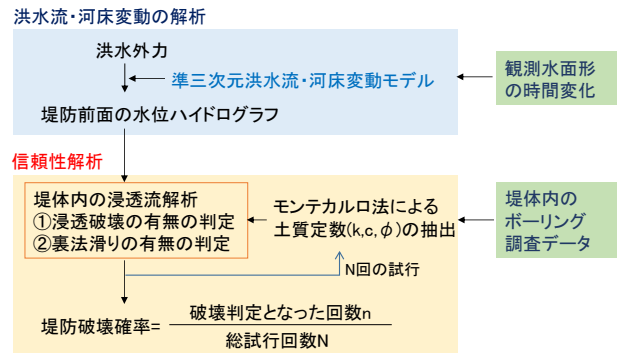 洪水流・河床変動の解析
洪水外力
準三次元洪水流・河床変動モデル
観測水面形
の時間変化
堤防前面の水位ハイドログラフ
信頼性解析
堤体内の浸透流解析
①浸透破壊の有無の判定
②裏法滑りの有無の判定
モンテカルロ法による
土質定数(k,c,φ)の抽出
堤体内の
ボーリング
調査データ
N回の試行
堤防破壊確率=
破壊判定となった回数n
総試行回数N